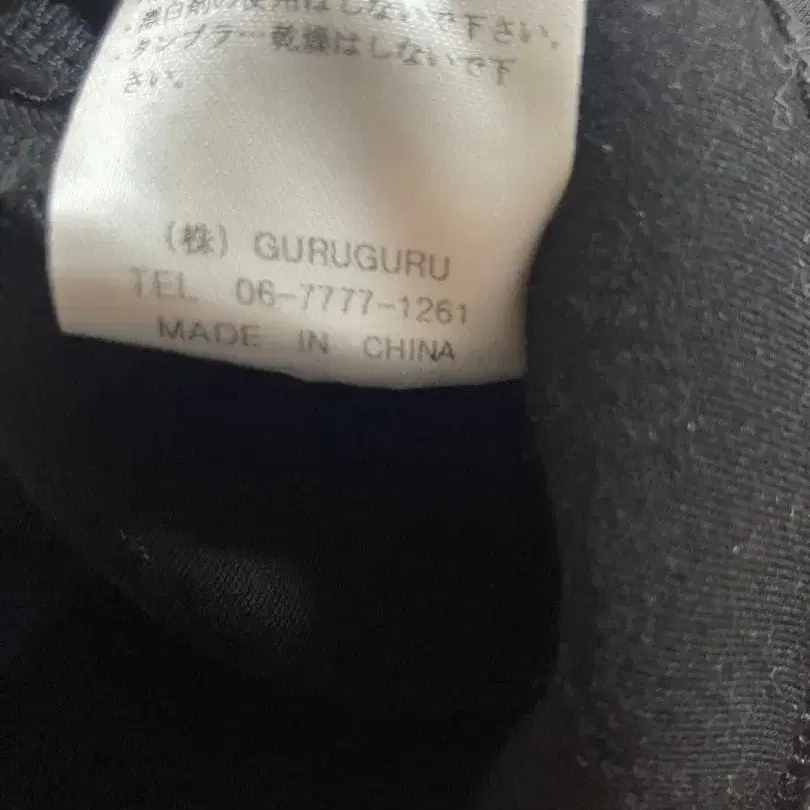 ・漂白剤の使用はしないで下さい。
・タンブラー乾燥はしないで下
さい。
(株) GURUGURU
TEL 06-7777-1261
MADE IN CHINA